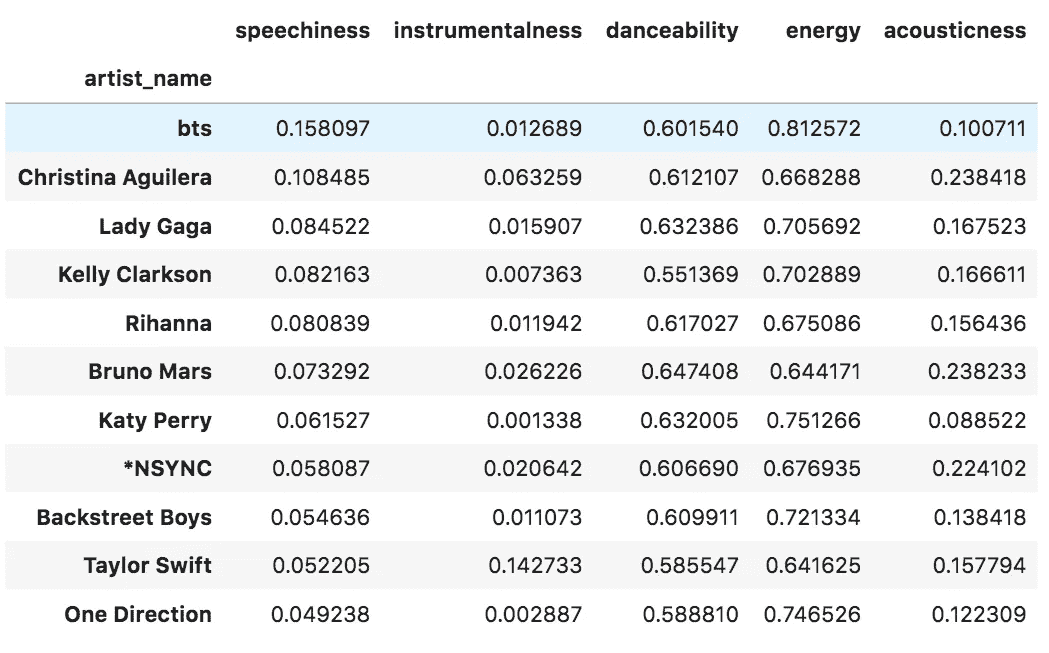 speechiness instrumentalness danceability energy acousticness
artist_name
bts 0.158097 0.012689 0.601540 0.812572 0.100711
Christina Aguilera 0.108485 0.063259 0.612107 0.668288 0.238418
Lady Gaga 0.084522 0.015907 0.632386 0.705692 0.167523
Kelly Clarkson 0.082163 0.007363 0.551369 0.702889 0.166611
Rihanna 0.080839 0.011942 0.617027 0.675086 0.156436
Bruno Mars 0.073292 0.026226 0.647408 0.644171 0.238233
Katy Perry 0.061527 0.001338 0.632005 0.751266 0.088522
*NSYNC 0.058087 0.020642 0.606690 0.676935 0.224102
Backstreet Boys 0.054636 0.011073 0.609911 0.721334 0.138418
Taylor Swift 0.052205 0.142733 0.585547 0.641625 0.157794
One Direction 0.049238 0.002887 0.588810 0.746526 0.122309